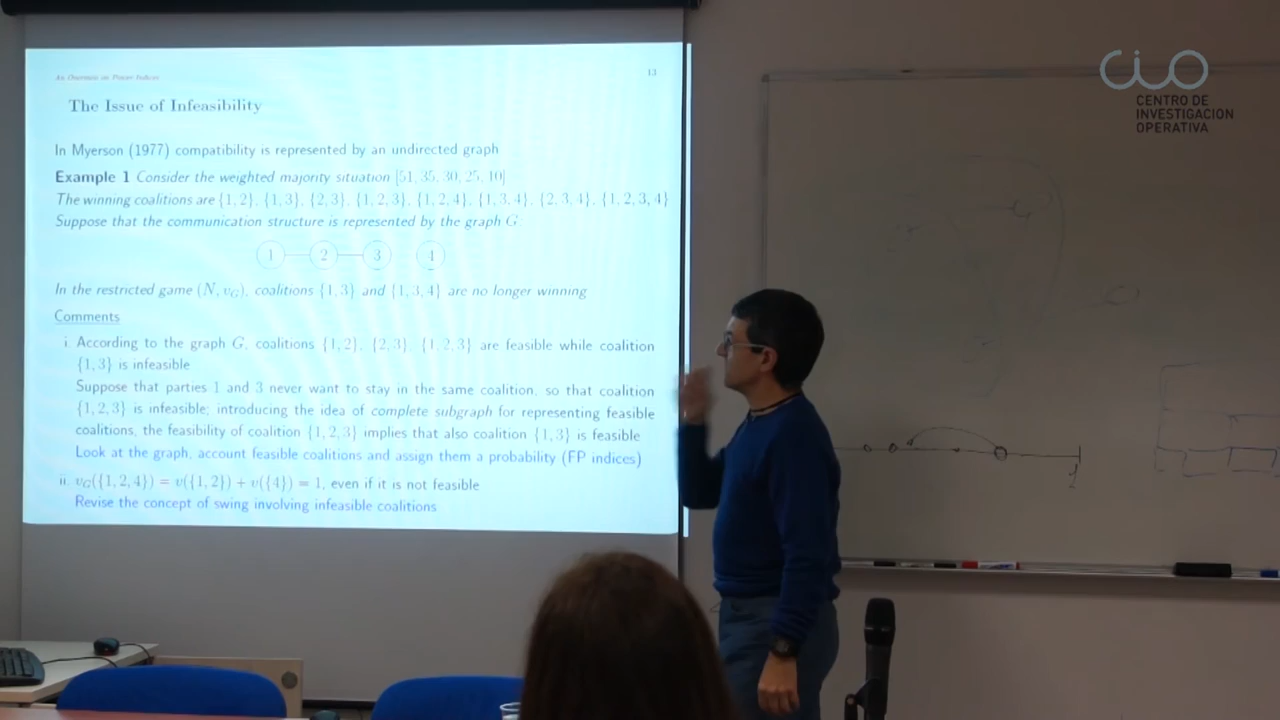 An Overview on Power Indices
13
The Issue of Infeasibility
In Myerson (1977) compatibility is represented by an undirected graph
Example 1 Consider the weighted majority situation [51, 35, 30, 25, 10]
The winning coalitions are {1, 2}, {1, 3}, {2, 3}, {1, 2, 3}, {1, 2, 4}, {1, 3, 4}, {2, 3, 4}, {1, 2, 3, 4}
Suppose that the communication structure is represented by the graph G
1 2 3 4
In the restricted game (N, v_G), coalitions {1, 3} and {1, 3, 4} are no longer winning
Comments
i. According to the graph G, coalitions {1, 2}, {2, 3}, {1, 2, 3} are feasible while coalition
{1, 3} is infeasible
Suppose that parties 1 and 3 never want to stay in the same coalition, so that coalition
{1, 2, 3} is infeasible; introducing the idea of complete subgraph for representing feasible
coalitions, the feasibility of coalition {1, 2, 3} implies that also coalition {1, 3} is feasible
Look at the graph, account feasible coalitions and assign them a probability (FP indices)
ii. v_G({1, 2, 4}) = v({1, 2}) + v({4}) = 1, even if it is not feasible
Revise the concept of swing involving infeasible coalitions
CIO
CENTRO DE
INVESTIGACION
OPERATIVA